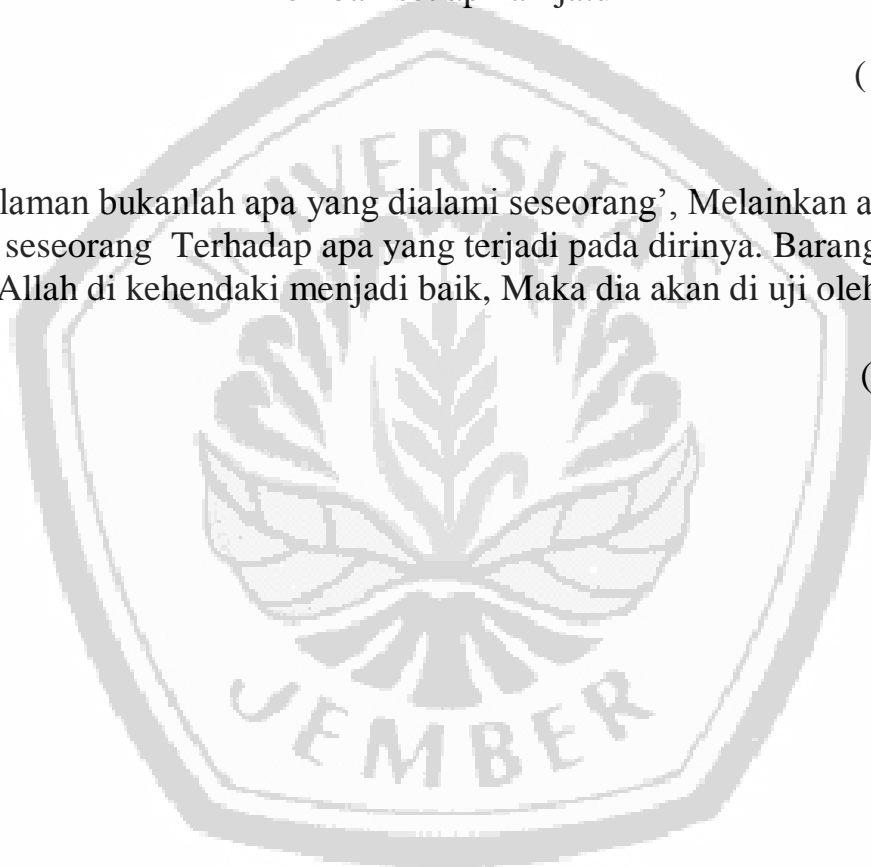 (
laman bukanlah apa yang dialami seseorang’, Melainkan a
seseorang Terhadap apa yang terjadi pada dirinya. Barang
Allah di kehendaki menjadi baik, Maka dia akan di uji oleh
(
UNIVERSITAS
JEMBER